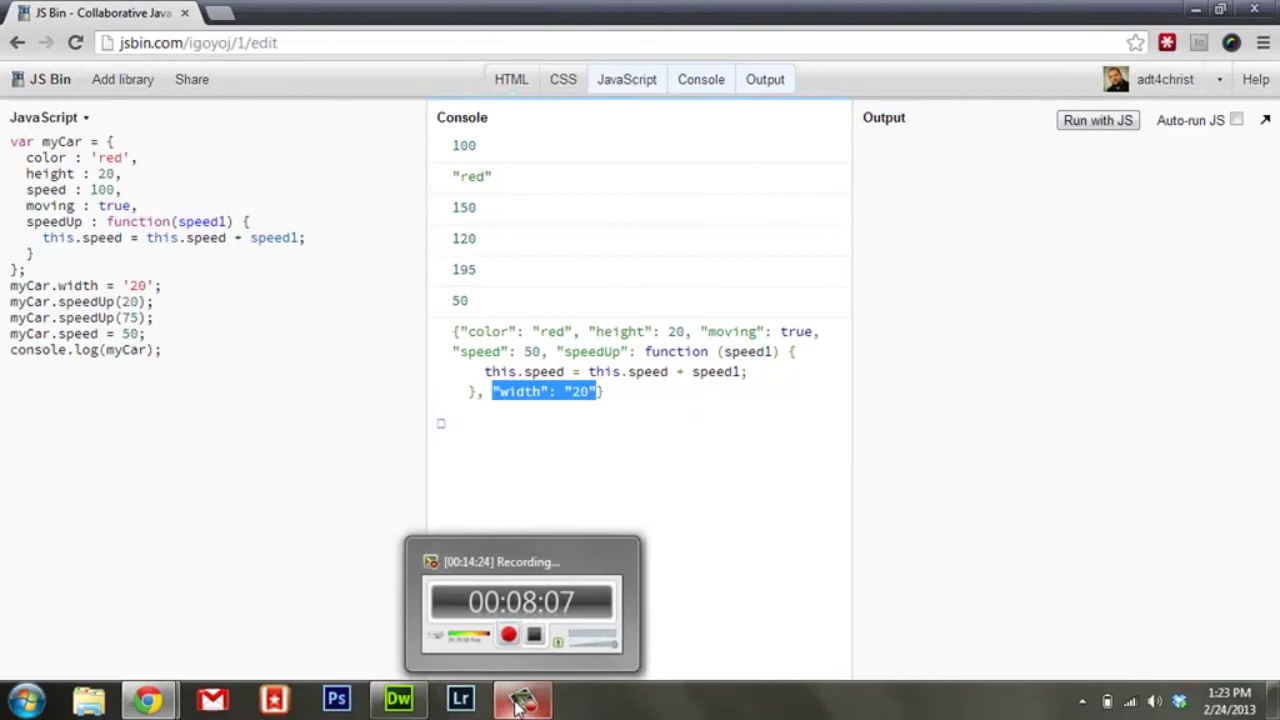 JS Bin - Collaborative Java
jsbin.com/igoyoj/1/edit
JS Bin Add library Share HTML CSS JavaScript Console Output adt4christ Help
JavaScript
var myCar = {
color : 'red',
height : 20,
speed : 100,
moving : true,
speedUp : function(speed1) {
this.speed = this.speed + speed1;
}
};
myCar.width = '20';
myCar.speedUp(20);
myCar.speedUp(75);
myCar.speed = 50;
console.log(myCar);
Console
100
"red"
150
120
195
50
{"color": "red", "height": 20, "moving": true,
"speed": 50, "speedUp": function (speed1) {
this.speed = this.speed + speed1;
}, "width": "20"}
Output Run with JS Auto-run JS
[00:14:24] Recording...
00:08:07
Ps Dw Lr
1:23 PM
2/24/2013